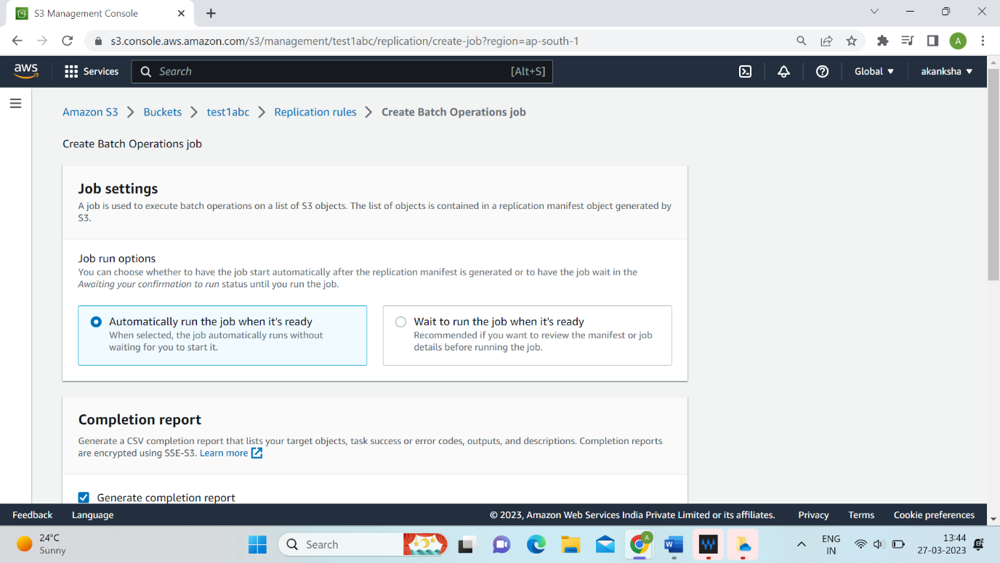 S3 Management Console
s3.console.aws.amazon.com/s3/management/test1abc/replication/create-job?region=ap-south-1
A
aws
Services
Search
[Alt+S]
Global
akanksha
Amazon S3
Buckets
test1abc
Replication rules
Create Batch Operations job
Create Batch Operations job
Job settings
A job is used to execute batch operations on a list of S3 objects. The list of objects is contained in a replication manifest object generated by
S3.
Job run options
You can choose whether to have the job start automatically after the replication manifest is generated or to have the job wait in the
Awaiting your confirmation to run status until you run the job.
Automatically run the job when it's ready
When selected, the job automatically runs without
waiting for you to start it.
Wait to run the job when it's ready
Recommended if you want to review the manifest or job
details before running the job.
Completion report
Generate a CSV completion report that lists your target objects, task success or error codes, outputs, and descriptions. Completion reports
are encrypted using SSE-S3. Learn more
Generate completion report
Feedback
Language
© 2023, Amazon Web Services India Private Limited or its affiliates.
Privacy
Terms
Cookie preferences
24°C
Sunny
Search
A
ENG
IN
13:44
27-03-2023